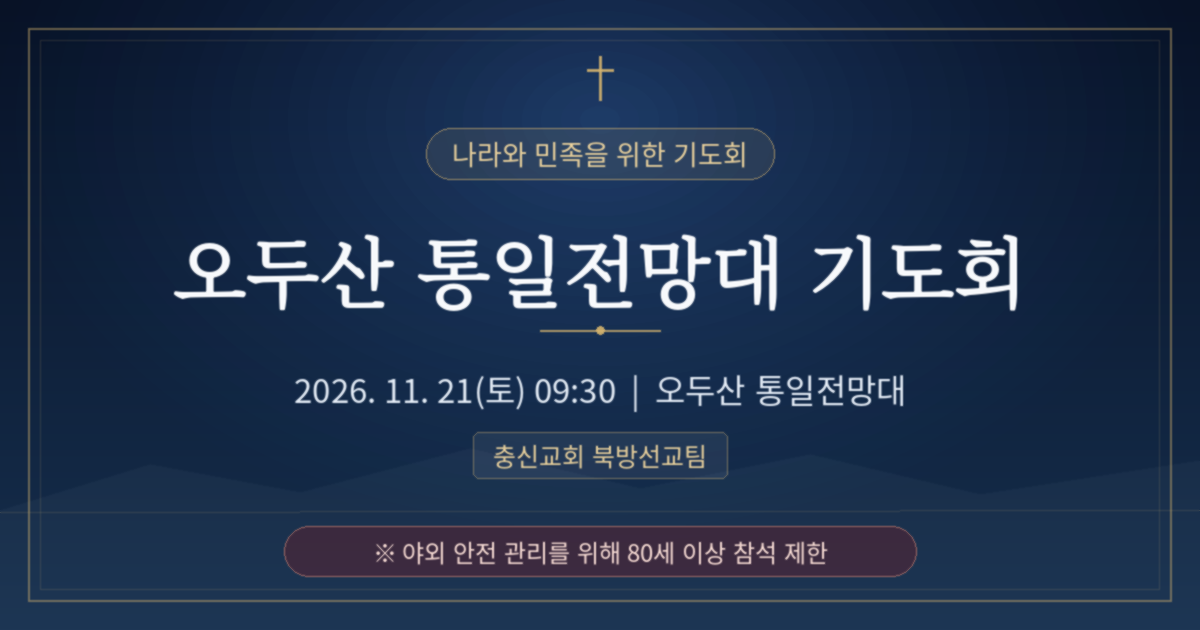 나라와 민족을 위한 기도회
오두산 통일전망대 기도회
2026. 11. 21(토) 09:30 | 오두산 통일전망대
충신교회 북방선교팀
※ 야외 안전 관리를 위해 80세 이상 참석 제한